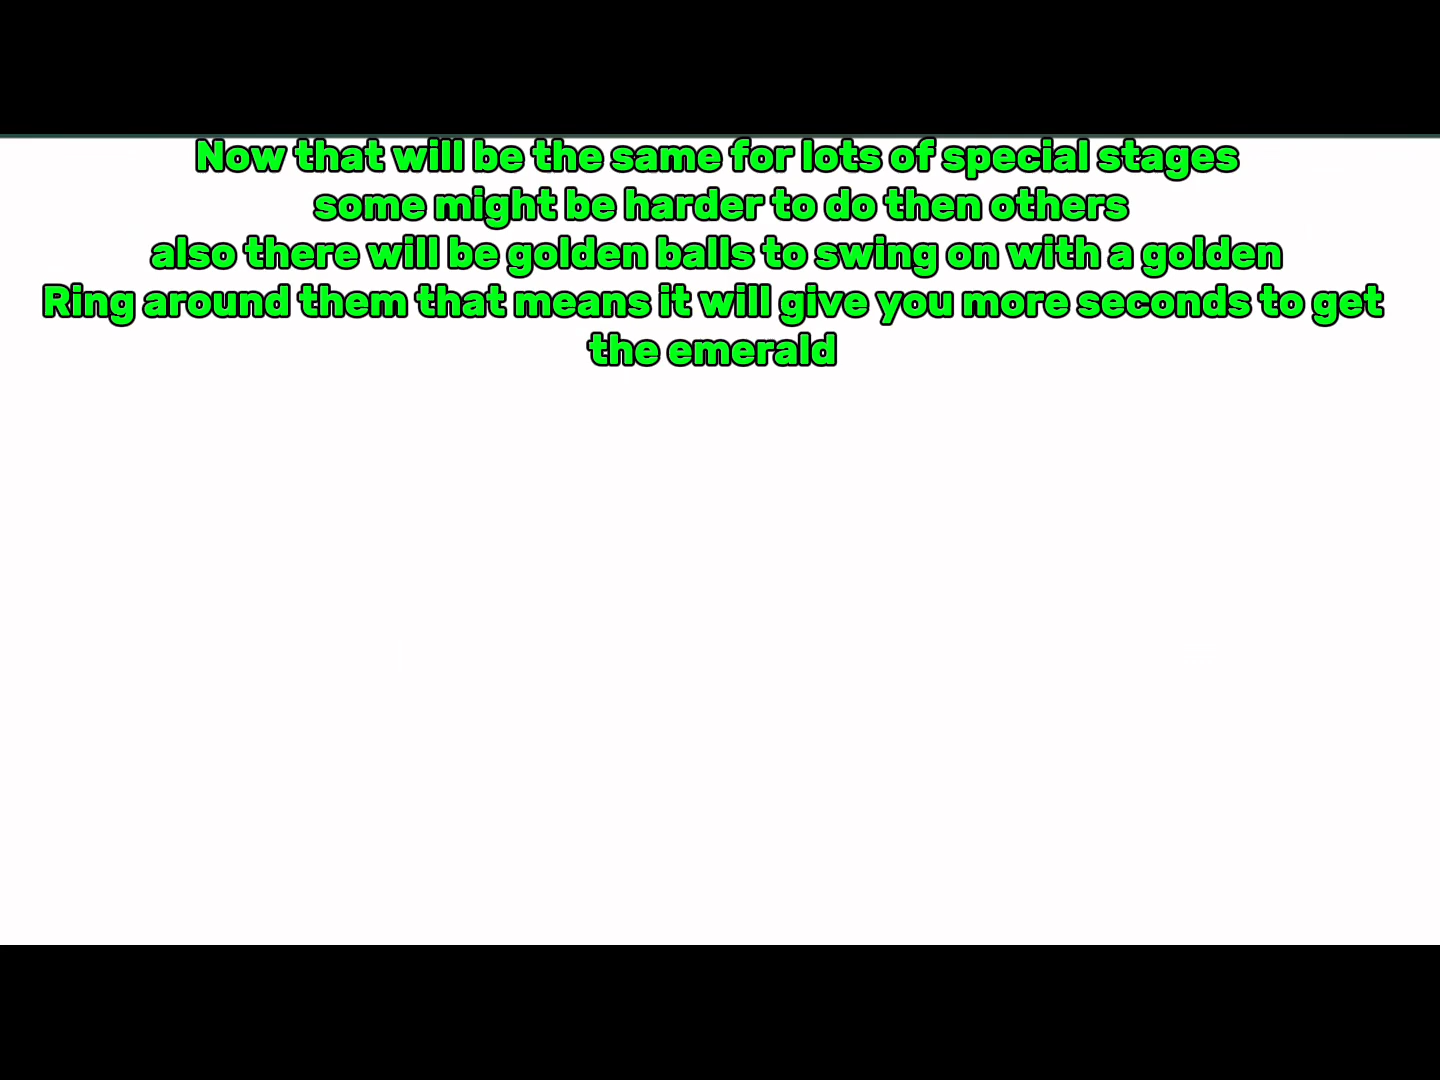 Now that will be the same for lots of special stages
some might be harder to do then others
also there will be golden balls to swing on with a golden
Ring around them that means it will give you more seconds to get
the emerald